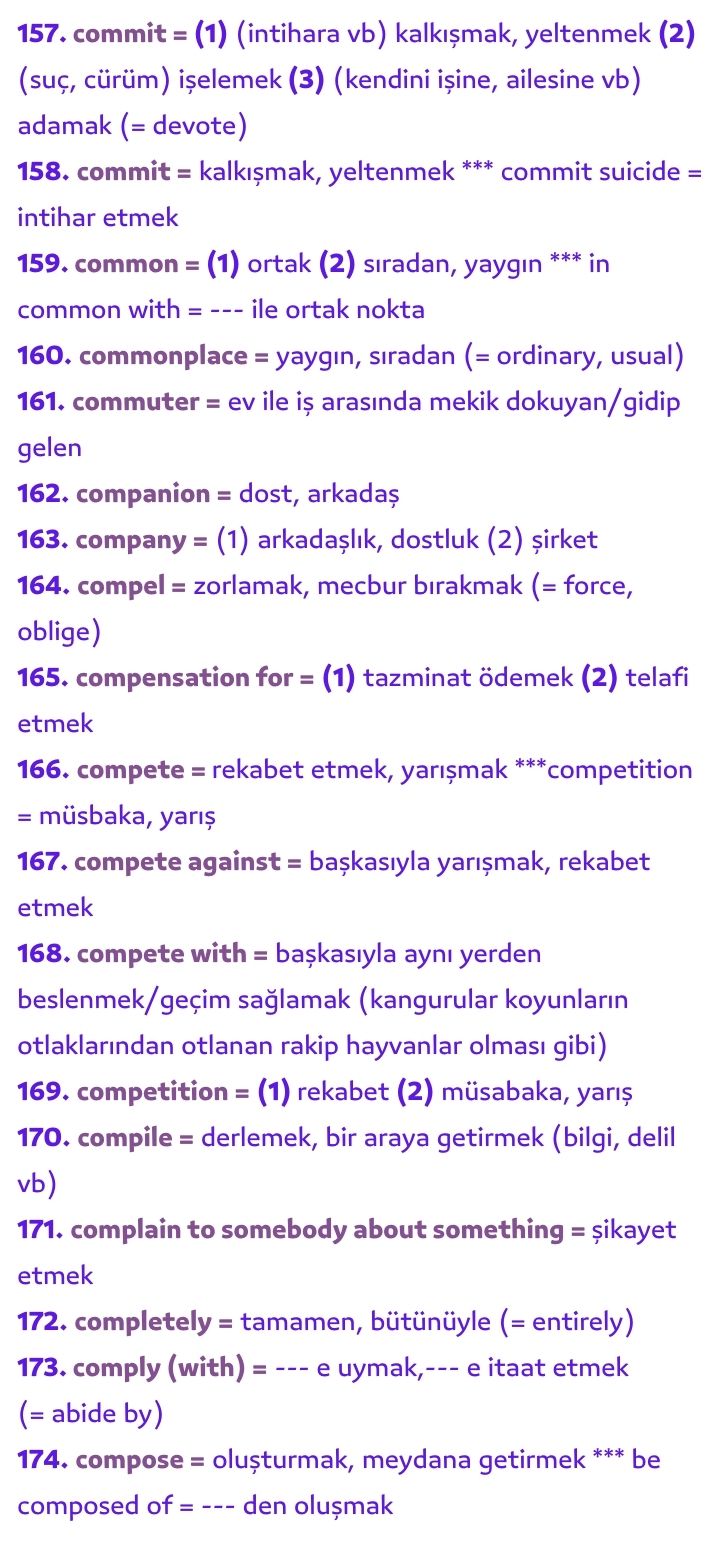 157. commit = (1) (intihara vb) kalkışmak, yeltenmek (2)
(suç, cürüm) işelemek (3) (kendini işine, ailesine vb)
adamak (= devote)
158. commit = kalkışmak, yeltenmek *** commit suicide =
intihar etmek
159. common = (1) ortak (2) sıradan, yaygın *** in
common with = --- ile ortak nokta
160. commonplace = yaygın, sıradan (= ordinary, usual)
161. commuter = ev ile iş arasında mekik dokuyan/gidip
gelen
162. companion = dost, arkadaş
163. company = (1) arkadaşlık, dostluk (2) şirket
164. compel = zorlamak, mecbur bırakmak (= force,
oblige)
165. compensation for = (1) tazminat ödemek (2) telafi
etmek
166. compete = rekabet etmek, yarışmak ***competition
= müsbaka, yarış
167. compete against = başkasıyla yarışmak, rekabet
etmek
168. compete with = başkasıyla aynı yerden
beslenmek/geçim sağlamak (kangurular koyunların
otlaklarından otlanan rakip hayvanlar olması gibi)
169. competition = (1) rekabet (2) müsabaka, yarış
170. compile = derlemek, bir araya getirmek (bilgi, delil
vb)
171. complain to somebody about something = şikayet
etmek
172. completely = tamamen, bütünüyle (= entirely)
173. comply (with) = --- e uymak,--- e itaat etmek
(= abide by)
174. compose = oluşturmak, meydana getirmek *** be
composed of = --- den oluşmak